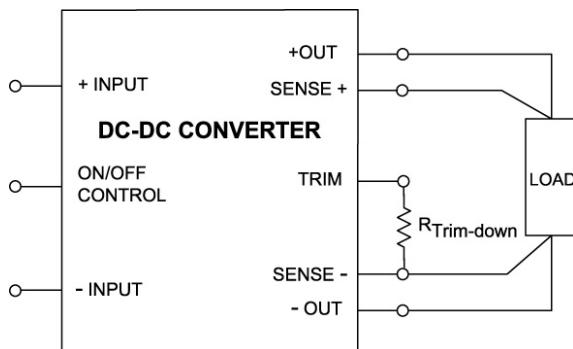 +OUT
+ INPUT
SENSE +
DC-DC CONVERTER
ON/OFF
CONTROL
TRIM
LOAD
RTrim-down
SENSE -
- INPUT
- OUT